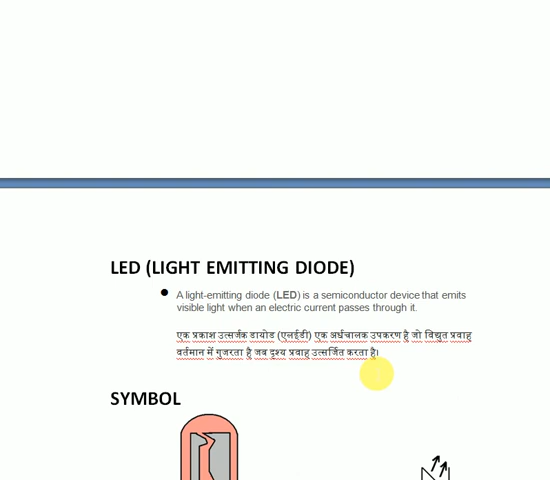 LED (LIGHT EMITTING DIODE)
A light-emitting diode (LED) is a semiconductor device that emits
visible light when an electric current passes through it.
एक प्रकाश उत्सर्जक डायोड (एलईडी) एक अर्धचालक उपकरण है जो विद्युत प्रवाह
वर्तमान में गुजरता है जब दृश्य प्रवाह उत्सर्जित करता है।
SYMBOL